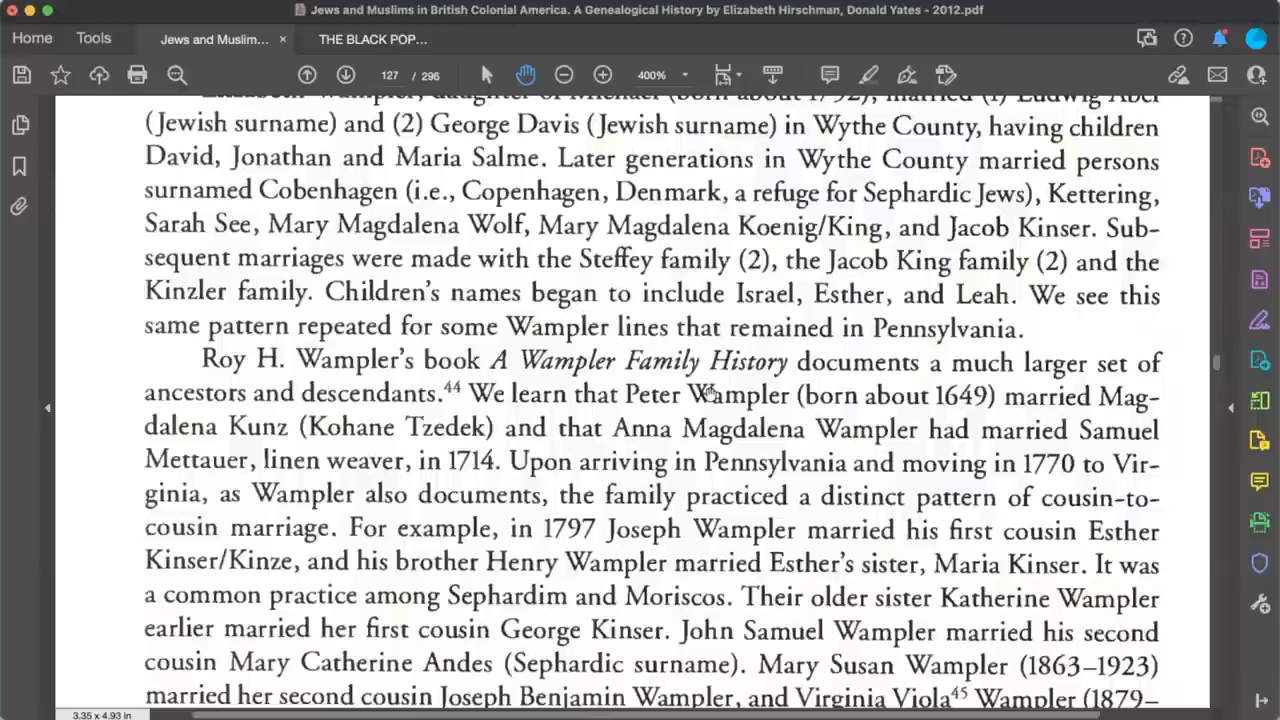 Jews and Muslims in British Colonial America. A Genealogical History by Elizabeth Hirschman, Donald Yates - 2012.pdf
Home Tools Jews and Muslim... × THE BLACK POP...
127 / 296 400%
(Jewish surname) and (2) George Davis (Jewish surname) in Wythe County, having children
David, Jonathan and Maria Salme. Later generations in Wythe County married persons
surnamed Cobenhagen (i.e., Copenhagen, Denmark, a refuge for Sephardic Jews), Kettering,
Sarah See, Mary Magdalena Wolf, Mary Magdalena Koenig/King, and Jacob Kinser. Sub-
sequent marriages were made with the Steffey family (2), the Jacob King family (2) and the
Kinzler family. Children's names began to include Israel, Esther, and Leah. We see this
same pattern repeated for some Wampler lines that remained in Pennsylvania.
Roy H. Wampler's book A Wampler Family History documents a much larger set of
ancestors and descendants.44 We learn that Peter Wampler (born about 1649) married Mag-
dalena Kunz (Kohane Tzedek) and that Anna Magdalena Wampler had married Samuel
Mettauer, linen weaver, in 1714. Upon arriving in Pennsylvania and moving in 1770 to Vir-
ginia, as Wampler also documents, the family practiced a distinct pattern of cousin-to-
cousin marriage. For example, in 1797 Joseph Wampler married his first cousin Esther
Kinser/Kinze, and his brother Henry Wampler married Esther's sister, Maria Kinser. It was
a common practice among Sephardim and Moriscos. Their older sister Katherine Wampler
earlier married her first cousin George Kinser. John Samuel Wampler married his second
cousin Mary Catherine Andes (Sephardic surname). Mary Susan Wampler (1863–1923)
married her second cousin Joseph Benjamin Wampler, and Virginia Viola45 Wampler (1879–
3.35 x 4.93 in